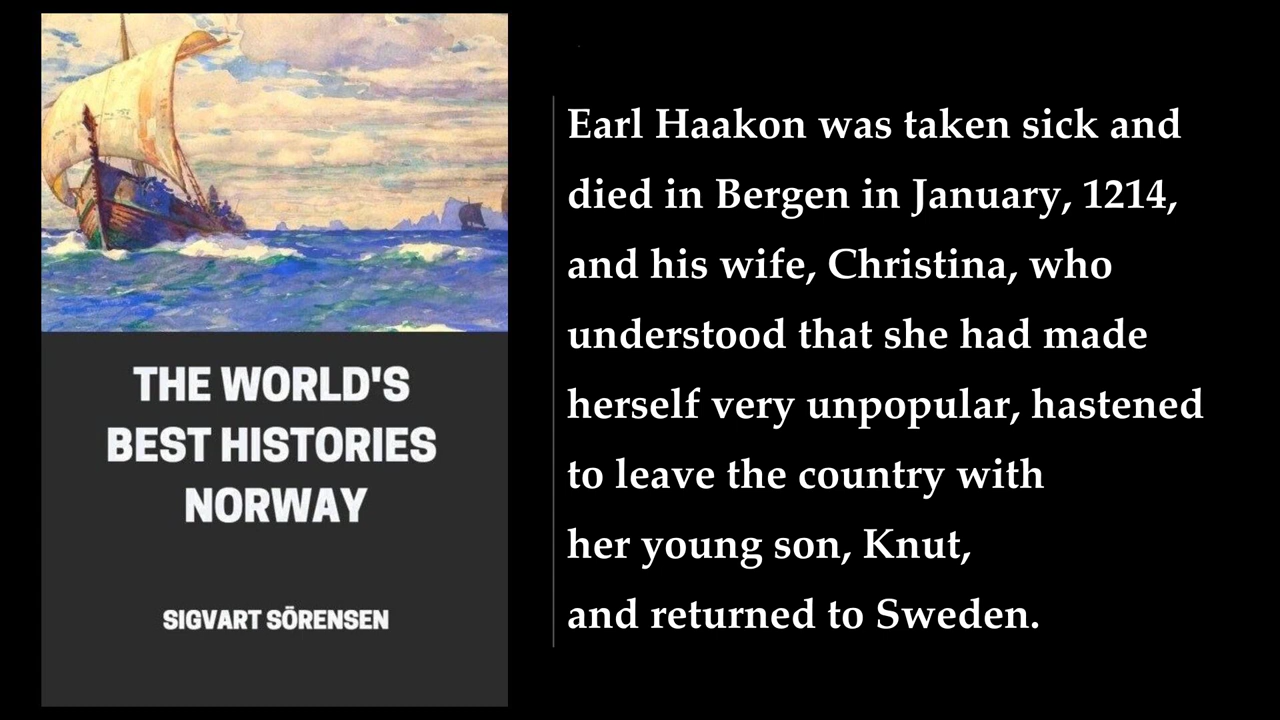 THE WORLD'S
BEST HISTORIES
NORWAY
SIGVART SÖRENSEN
Earl Haakon was taken sick and
died in Bergen in January, 1214,
and his wife, Christina, who
understood that she had made
herself very unpopular, hastened
to leave the country with
her young son, Knut,
and returned to Sweden.